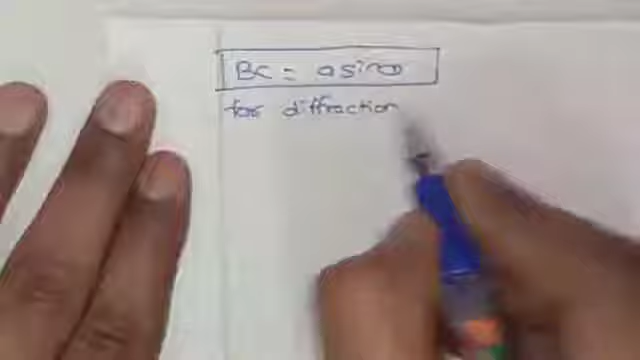 BC = a sinθ
for diffraction